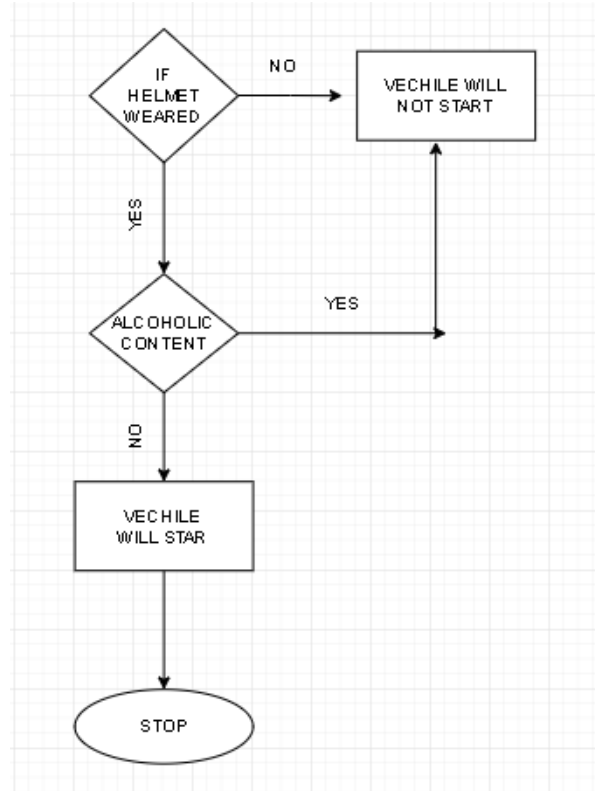 IF
HELMET
WEARED
NO
VECHILE WILL
NOT START
YES
ALCOHOLIC
CONTENT
YES
NO
VECHILE
WILL STAR
STOP